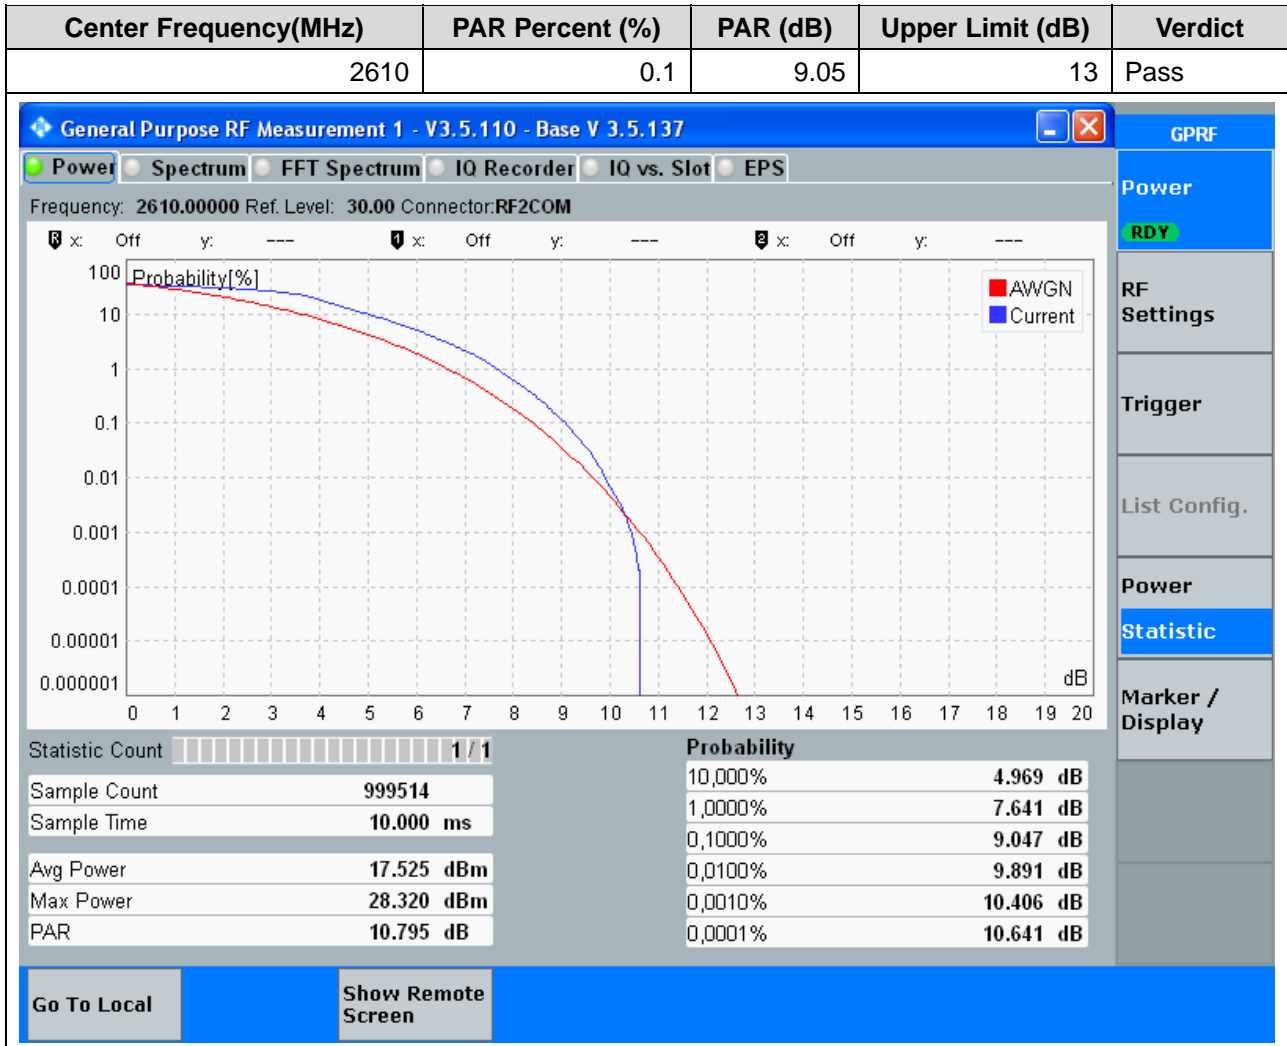 Center Frequency(MHz) PAR Percent (%) PAR (dB) Upper Limit (dB) Verdict
2610 0.1 9.05 13 Pass
General Purpose RF Measurement 1 - V3.5.110 - Base V 3.5.137
GPRF
Power Spectrum FFT Spectrum IQ Recorder IQ vs. Slot EPS
Frequency: 2610.00000 Ref. Level: 30.00 Connector:RF2COM
R x: Off y: --- 1 x: Off y: --- 2 x: Off y: ---
Probability[%]
AWGN
Current
100
10
1
0.1
0.01
0.001
0.0001
0.00001
0.000001
dB
0 1 2 3 4 5 6 7 8 9 10 11 12 13 14 15 16 17 18 19 20
Statistic Count 1 / 1
Sample Count 999514
Sample Time 10.000 ms
Avg Power 17.525 dBm
Max Power 28.320 dBm
PAR 10.795 dB
Probability
10,000% 4.969 dB
1,0000% 7.641 dB
0,1000% 9.047 dB
0,0100% 9.891 dB
0,0010% 10.406 dB
0,0001% 10.641 dB
Power
RDY
RF
Settings
Trigger
List Config.
Power
Statistic
Marker /
Display
Go To Local
Show Remote
Screen